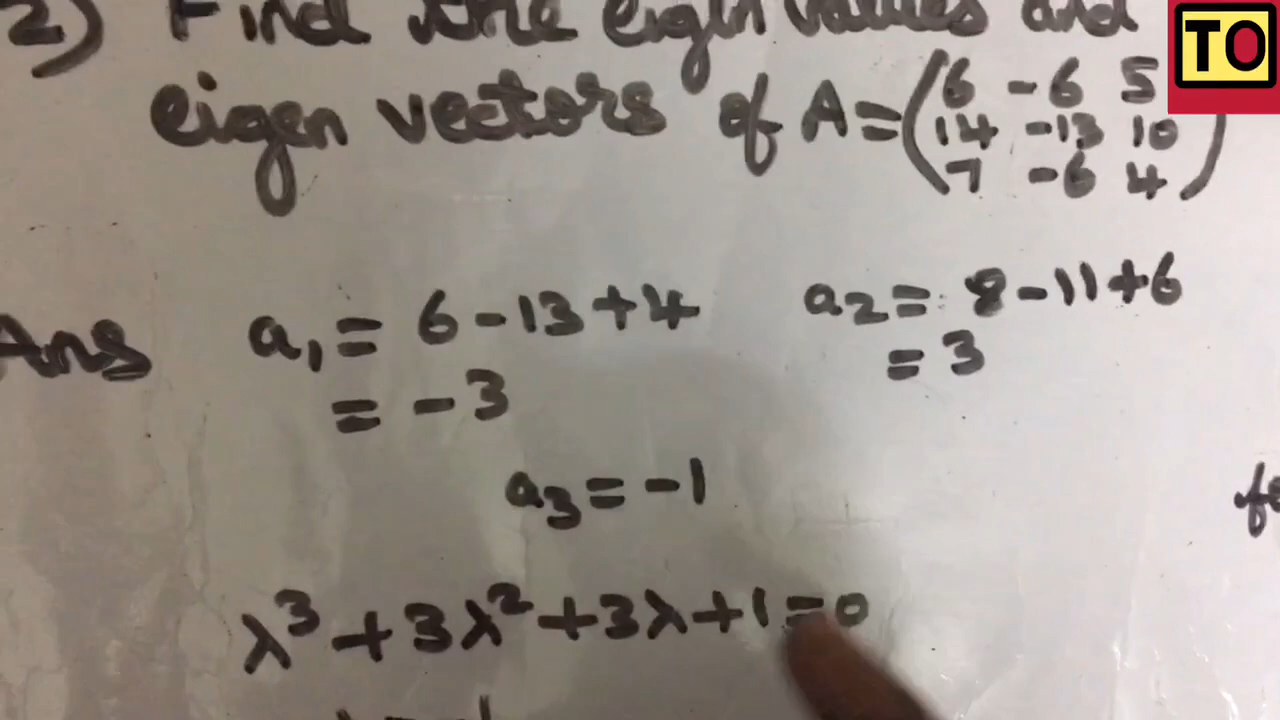 2) Find the eigen values and
eigen vectors of A = (6 -6 5
14 -13 10
7 -6 4)
TO
Ans a₁ = 6 - 13 + 4
= -3
a₂ = 8 - 11 + 6
= 3
a₃ = -1
λ³ + 3λ² + 3λ + 1 = 0